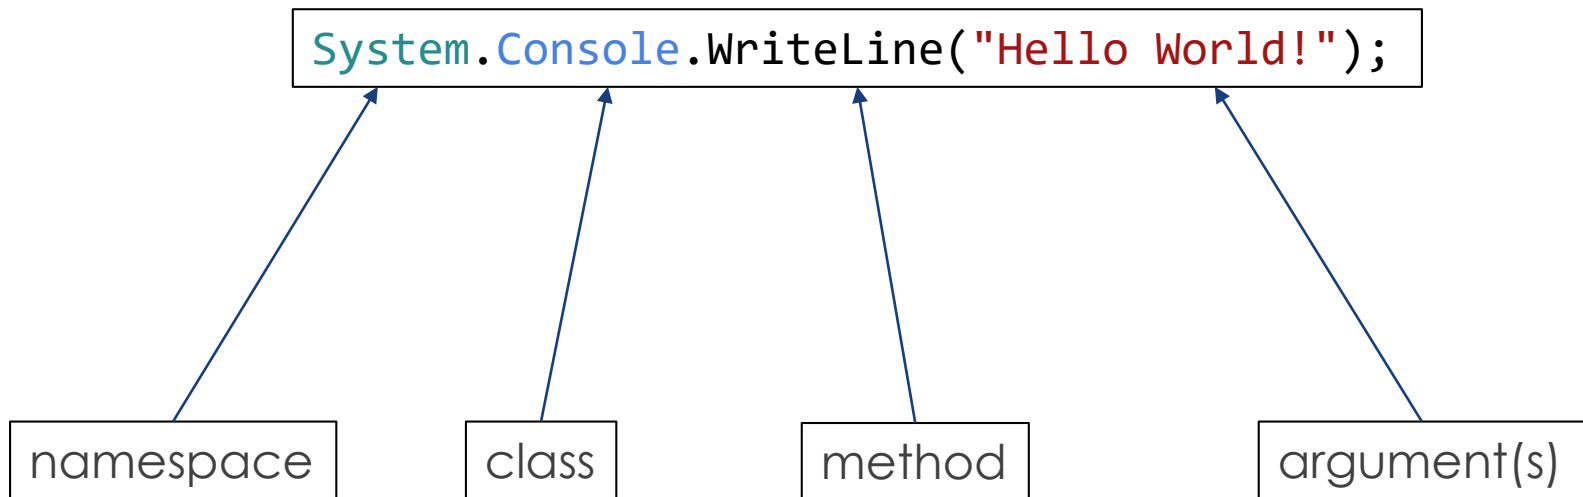 System.Console.WriteLine("Hello World!");
namespace
class
method
argument(s)